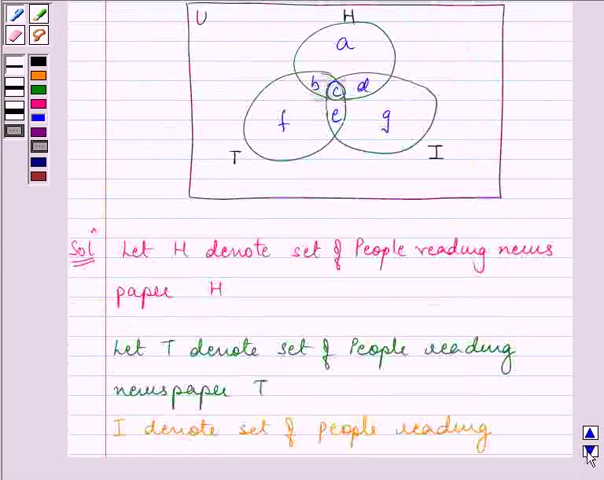 U
H
a
b
c
d
f
e
g
T
I
Solⁿ Let H denote set of People reading news
paper H
Let T denote set of People reading
newspaper T
I denote set of people reading